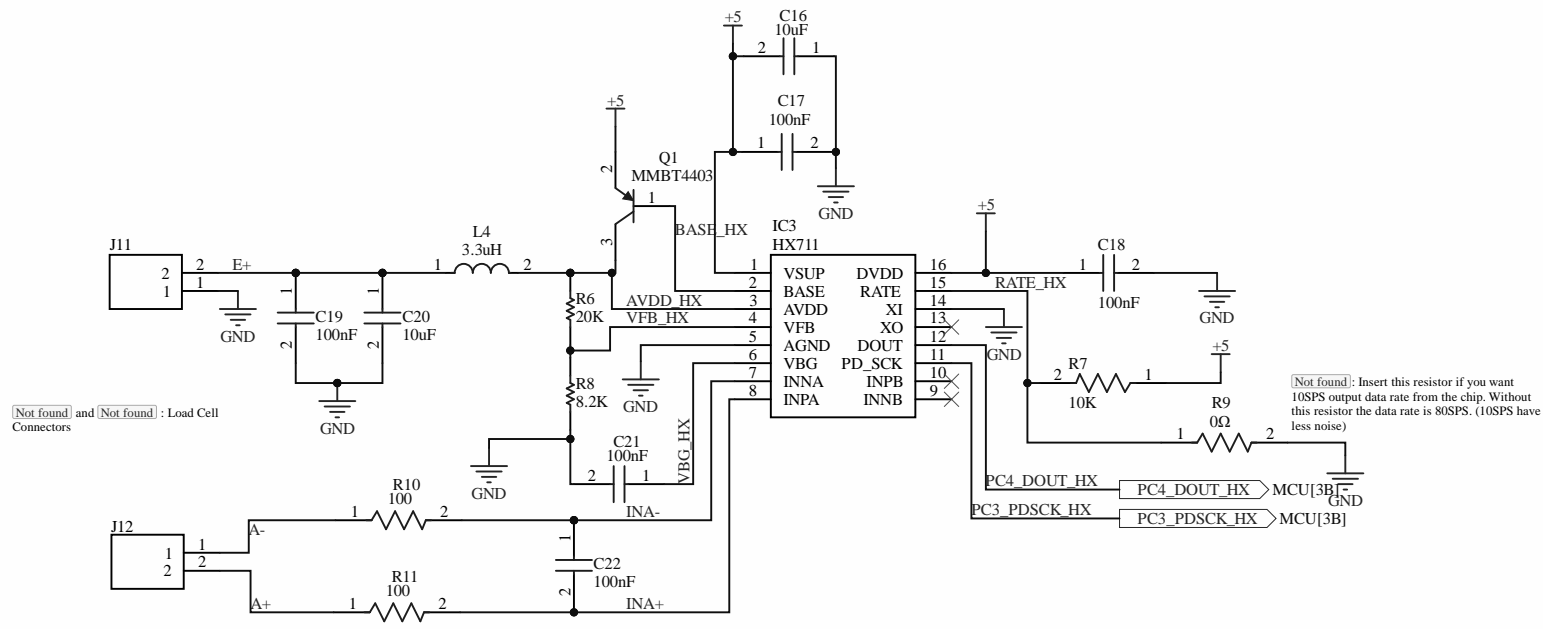 +5
C16
10uF
2 1
C17
100nF
1 2
GND
+5
2
Q1
MMBT4403
1
3
BASE_HX
L4
3.3uH
1 2
J11
2
1
2
1
E+
GND
1
C19
100nF
2
1
C20
10uF
2
GND
R6
20K
R8
8.2K
AVDD_HX
VFB_HX
GND
GND
C21
100nF
2 1
VBG_HX
IC3
HX711
1 VSUP DVDD 16
2 BASE RATE 15
3 AVDD XI 14
4 VFB XO 13
5 AGND DOUT 12
6 VBG PD_SCK 11
7 INNA INPB 10
8 INPA INNB 9
+5
C18
1 2
100nF
GND
RATE_HX
GND
+5
R7
2 1
10K
R9
0Ω
1 2
GND
Not found : Insert this resistor if you want
10SPS output data rate from the chip. Without
this resistor the data rate is 80SPS. (10SPS have
less noise)
PC4_DOUT_HX PC4_DOUT_HX MCU[3B]
PC3_PDSCK_HX PC3_PDSCK_HX MCU[3B]
Not found and Not found : Load Cell
Connectors
J12
1
2
1
2
A-
A+
R10
100
1 2
INA-
1
C22
100nF
2
R11
100
1 2
INA+